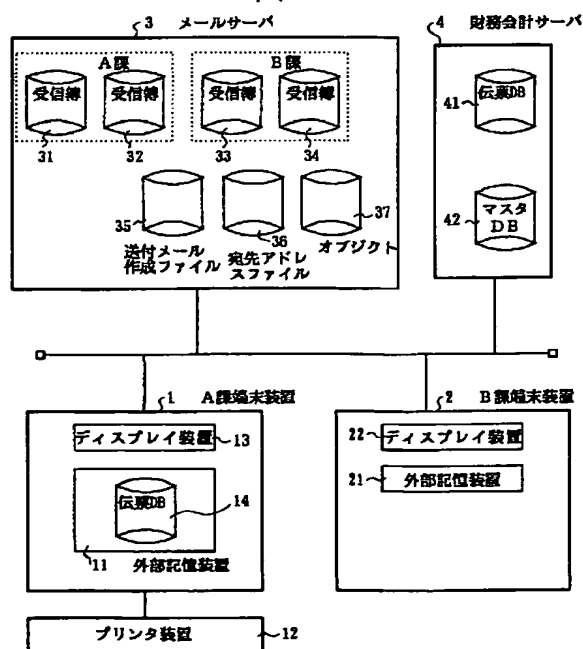 3 メールサーバ
4 財務会計サーバ
A課
B課
受信簿
受信簿
受信簿
受信簿
31
32
33
34
伝票DB
41
マスタ
DB
42
35
36
37
送付メール
作成ファイル
宛先アドレ
スファイル
オブジェクト
1 A課端末装置
2 B課端末装置
ディスプレイ装置
13
22
ディスプレイ装置
伝票DB
14
21
外部記憶装置
11
外部記憶装置
プリンタ装置
12